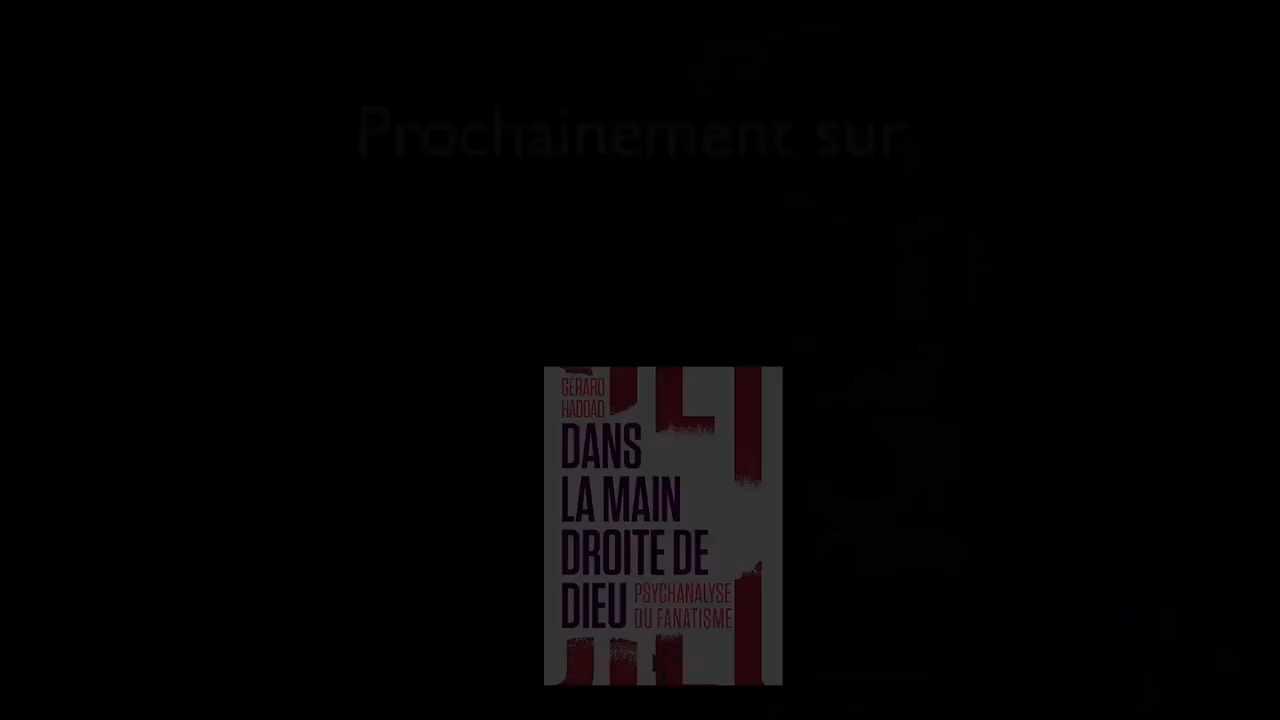 Prochainement sur
GÉRARD
HADDAD
DANS
LA MAIN
DROITE DE
DIEU
PSYCHANALYSE
DU FANATISME